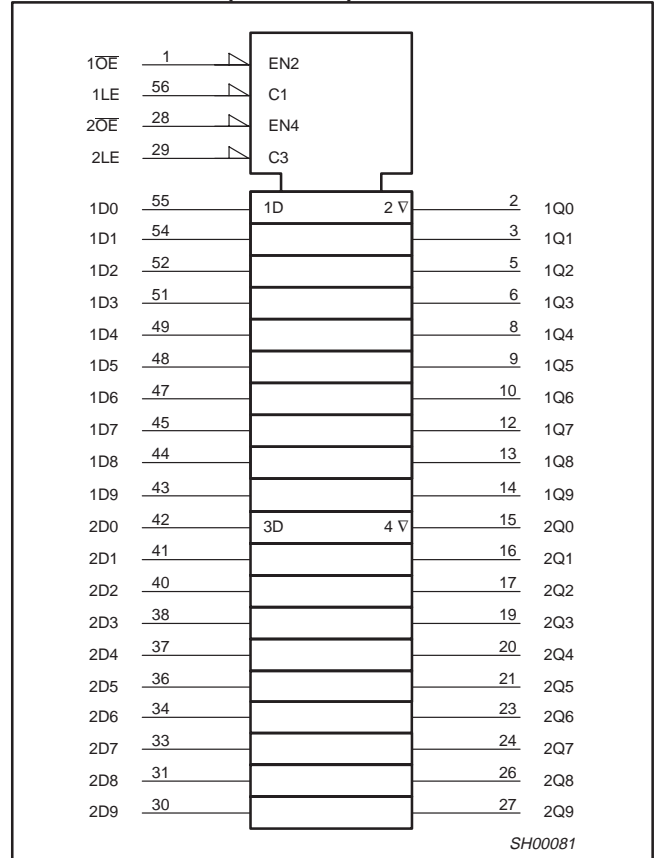 1O̅E̅ 1 EN2
1LE 56 C1
2O̅E̅ 28 EN4
2LE 29 C3
1D0 55 1D 2 ∇ 2 1Q0
1D1 54 3 1Q1
1D2 52 5 1Q2
1D3 51 6 1Q3
1D4 49 8 1Q4
1D5 48 9 1Q5
1D6 47 10 1Q6
1D7 45 12 1Q7
1D8 44 13 1Q8
1D9 43 14 1Q9
2D0 42 3D 4 ∇ 15 2Q0
2D1 41 16 2Q1
2D2 40 17 2Q2
2D3 38 19 2Q3
2D4 37 20 2Q4
2D5 36 21 2Q5
2D6 34 23 2Q6
2D7 33 24 2Q7
2D8 31 26 2Q8
2D9 30 27 2Q9
SH00081